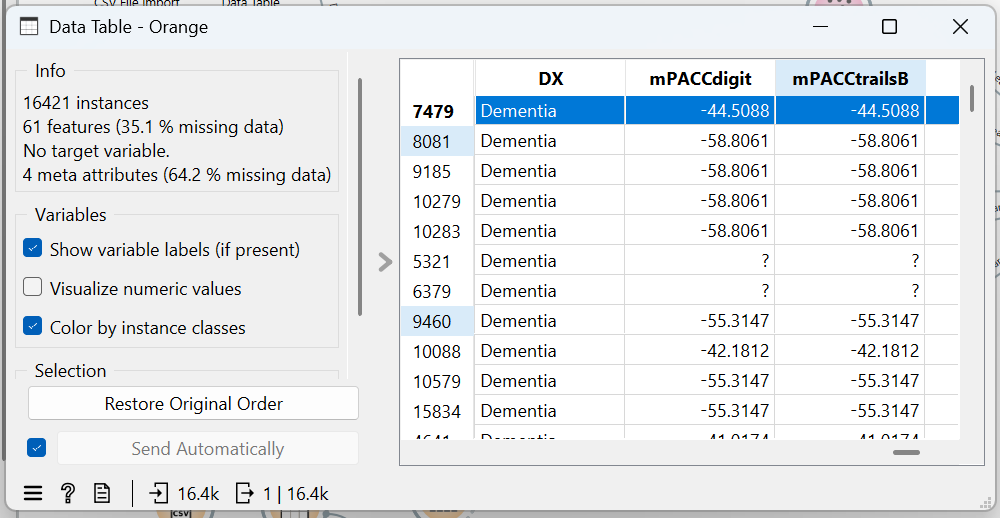 CSV File Import Data Table
Data Table - Orange
Info
16421 instances
61 features (35.1 % missing data)
No target variable.
4 meta attributes (64.2 % missing data)
Variables
Show variable labels (if present)
Visualize numeric values
Color by instance classes
Selection
Restore Original Order
Send Automatically
16.4k 1 | 16.4k
DX mPACCdigit mPACCtrailsB
7479 Dementia -44.5088 -44.5088
8081 Dementia -58.8061 -58.8061
9185 Dementia -58.8061 -58.8061
10279 Dementia -58.8061 -58.8061
10283 Dementia -58.8061 -58.8061
5321 Dementia ? ?
6379 Dementia ? ?
9460 Dementia -55.3147 -55.3147
10088 Dementia -42.1812 -42.1812
10579 Dementia -55.3147 -55.3147
15834 Dementia -55.3147 -55.3147